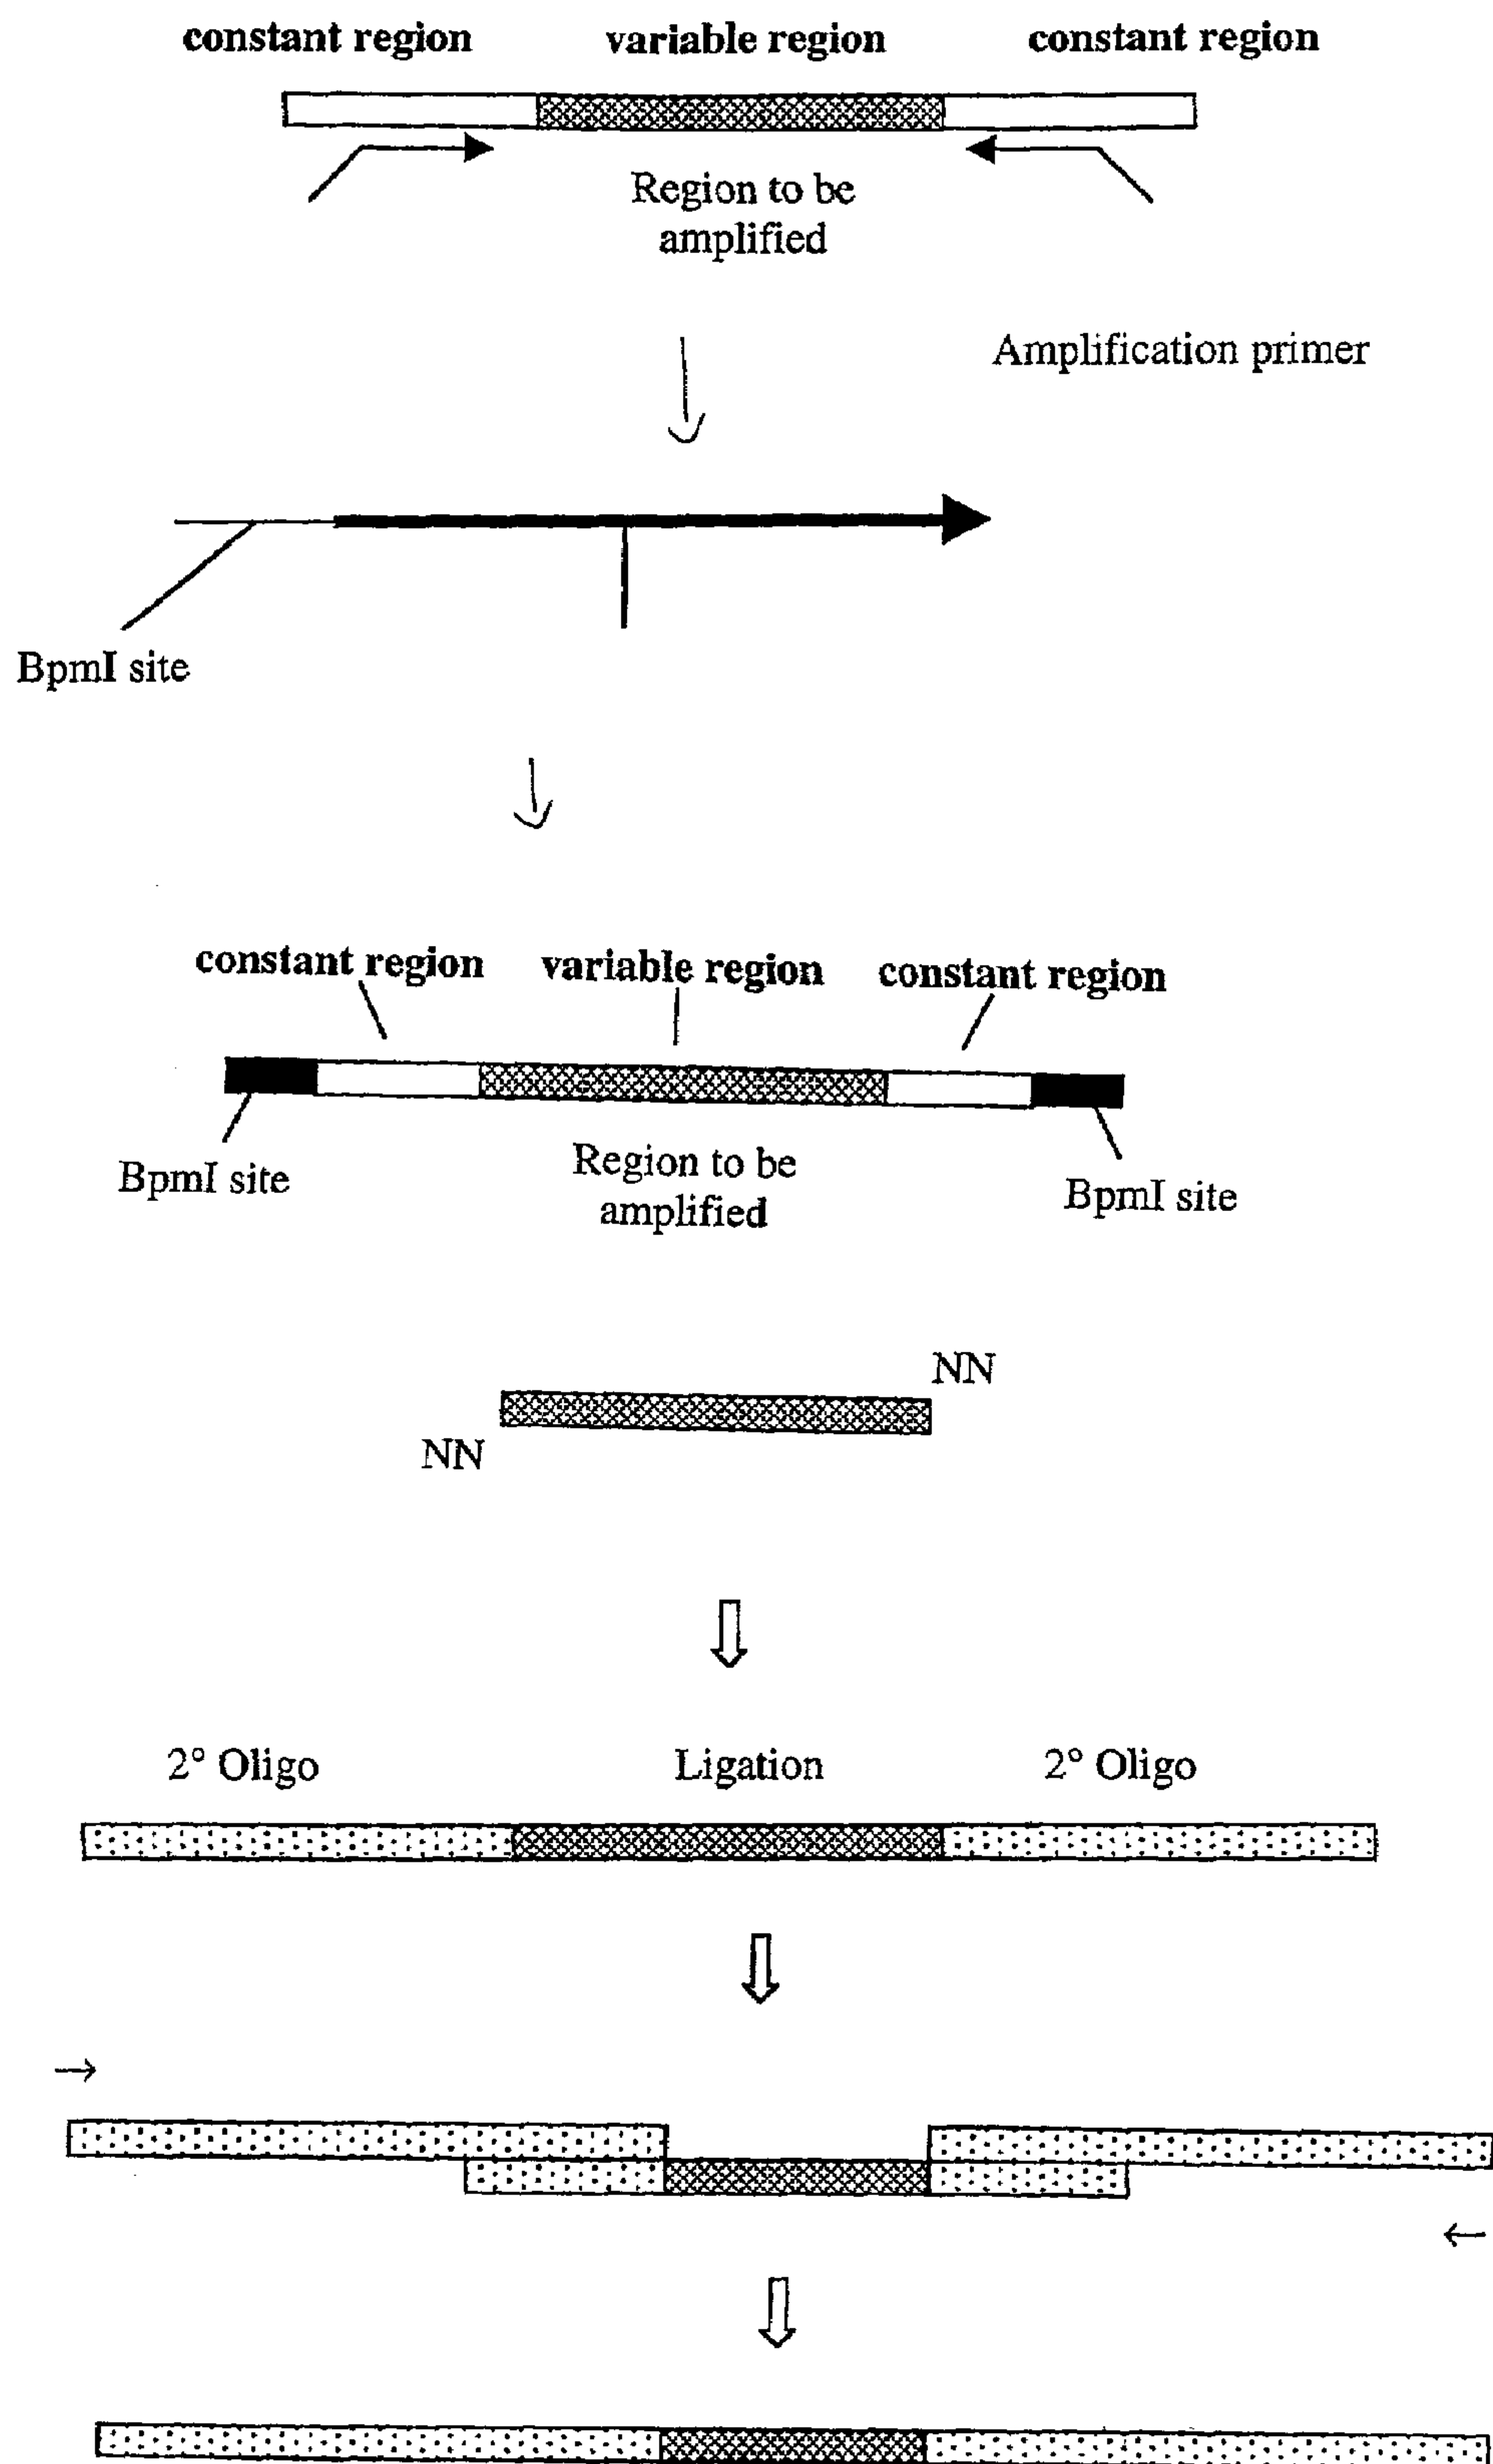 constant region variable region constant region
Region to be
amplified
Amplification primer
BpmI site
constant region variable region constant region
BpmI site
Region to be
amplified
BpmI site
NN
NN
2° Oligo Ligation 2° Oligo